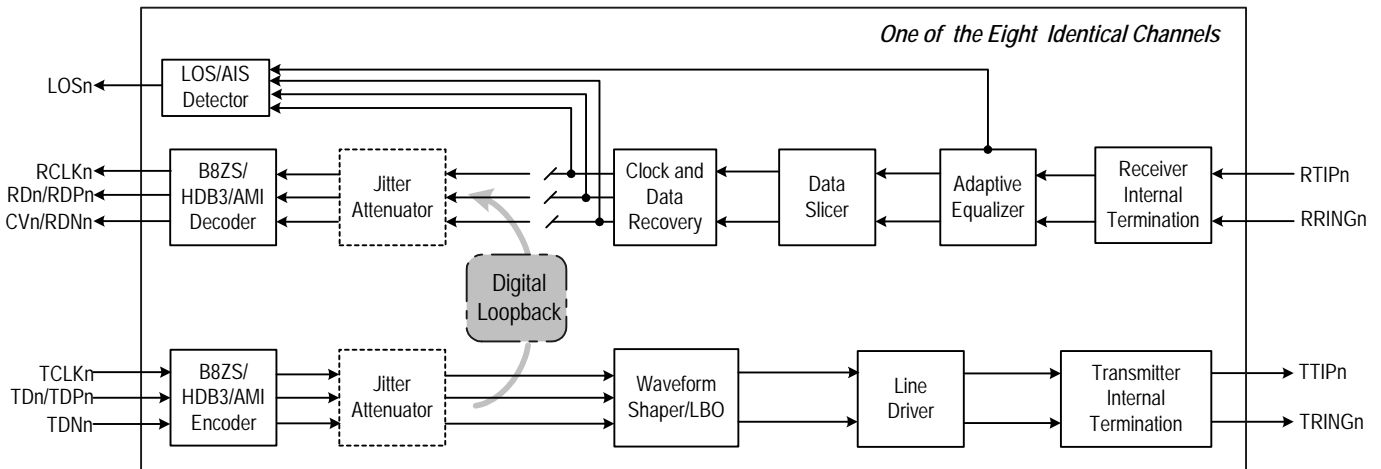 One of the Eight Identical Channels
LOSn
LOS/AIS
Detector
RCLKn
RDn/RDPn
CVn/RDNn
B8ZS/
HDB3/AMI
Decoder
Jitter
Attenuator
Clock and
Data
Recovery
Data
Slicer
Adaptive
Equalizer
Receiver
Internal
Termination
RTIPn
RRINGn
Digital
Loopback
TCLKn
TDn/TDPn
TDNn
B8ZS/
HDB3/AMI
Encoder
Jitter
Attenuator
Waveform
Shaper/LBO
Line
Driver
Transmitter
Internal
Termination
TTIPn
TRINGn